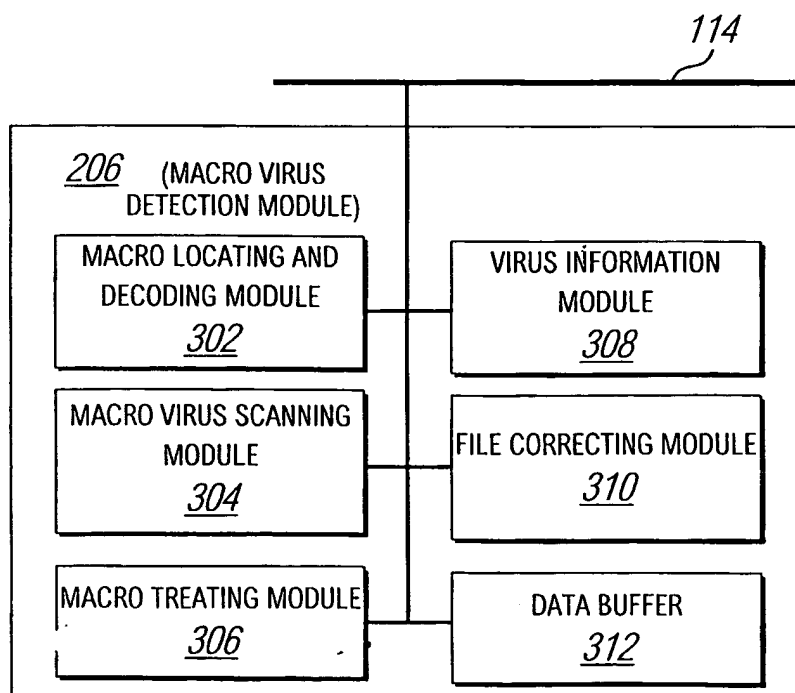 114
206 (MACRO VIRUS
DETECTION MODULE)
MACRO LOCATING AND
DECODING MODULE
302
VIRUS INFORMATION
MODULE
308
MACRO VIRUS SCANNING
MODULE
304
FILE CORRECTING MODULE
310
MACRO TREATING MODULE
306
DATA BUFFER
312